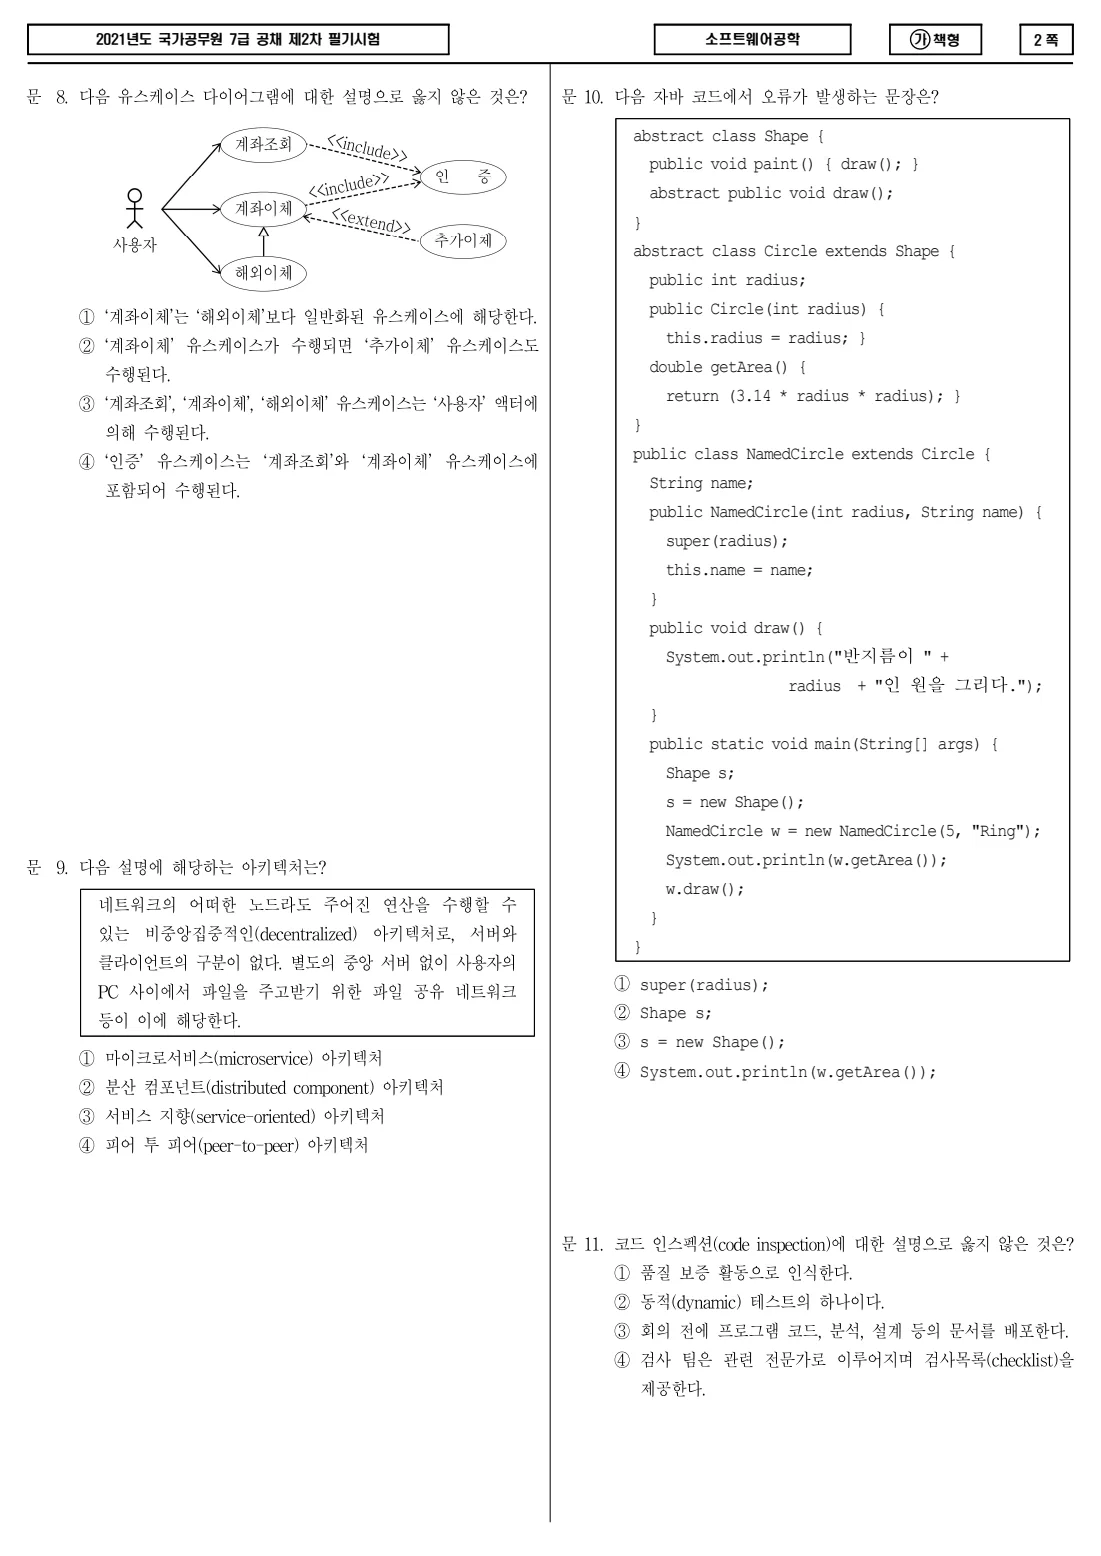 2021년도 국가공무원 7급 공채 제2차 필기시험
소프트웨어공학
㉮ 책형
2 쪽
문 8. 다음 유스케이스 다이어그램에 대한 설명으로 옳지 않은 것은?
계좌조회
<<include>>
인 증
<<include>>
계좌이체
<<extend>>
추가이체
사용자
해외이체
① ‘계좌이체’는 ‘해외이체’보다 일반화된 유스케이스에 해당한다.
② ‘계좌이체’ 유스케이스가 수행되면 ‘추가이체’ 유스케이스도
수행된다.
③ ‘계좌조회’, ‘계좌이체’, ‘해외이체’ 유스케이스는 ‘사용자’ 액터에
의해 수행된다.
④ ‘인증’ 유스케이스는 ‘계좌조회’와 ‘계좌이체’ 유스케이스에
포함되어 수행된다.
문 9. 다음 설명에 해당하는 아키텍처는?
네트워크의 어떠한 노드라도 주어진 연산을 수행할 수
있는 비중앙집중적인(decentralized) 아키텍처로, 서버와
클라이언트의 구분이 없다. 별도의 중앙 서버 없이 사용자의
PC 사이에서 파일을 주고받기 위한 파일 공유 네트워크
등이 이에 해당한다.
① 마이크로서비스(microservice) 아키텍처
② 분산 컴포넌트(distributed component) 아키텍처
③ 서비스 지향(service-oriented) 아키텍처
④ 피어 투 피어(peer-to-peer) 아키텍처
문 10. 다음 자바 코드에서 오류가 발생하는 문장은?
abstract class Shape {
public void paint() { draw(); }
abstract public void draw();
}
abstract class Circle extends Shape {
public int radius;
public Circle(int radius) {
this.radius = radius; }
double getArea() {
return (3.14 * radius * radius); }
}
public class NamedCircle extends Circle {
String name;
public NamedCircle(int radius, String name) {
super(radius);
this.name = name;
}
public void draw() {
System.out.println("반지름이 " +
radius + "인 원을 그리다.");
}
public static void main(String[] args) {
Shape s;
s = new Shape();
NamedCircle w = new NamedCircle(5, "Ring");
System.out.println(w.getArea());
w.draw();
}
}
① super(radius);
② Shape s;
③ s = new Shape();
④ System.out.println(w.getArea());
문 11. 코드 인스펙션(code inspection)에 대한 설명으로 옳지 않은 것은?
① 품질 보증 활동으로 인식한다.
② 동적(dynamic) 테스트의 하나이다.
③ 회의 전에 프로그램 코드, 분석, 설계 등의 문서를 배포한다.
④ 검사 팀은 관련 전문가로 이루어지며 검사목록(checklist)을
제공한다.